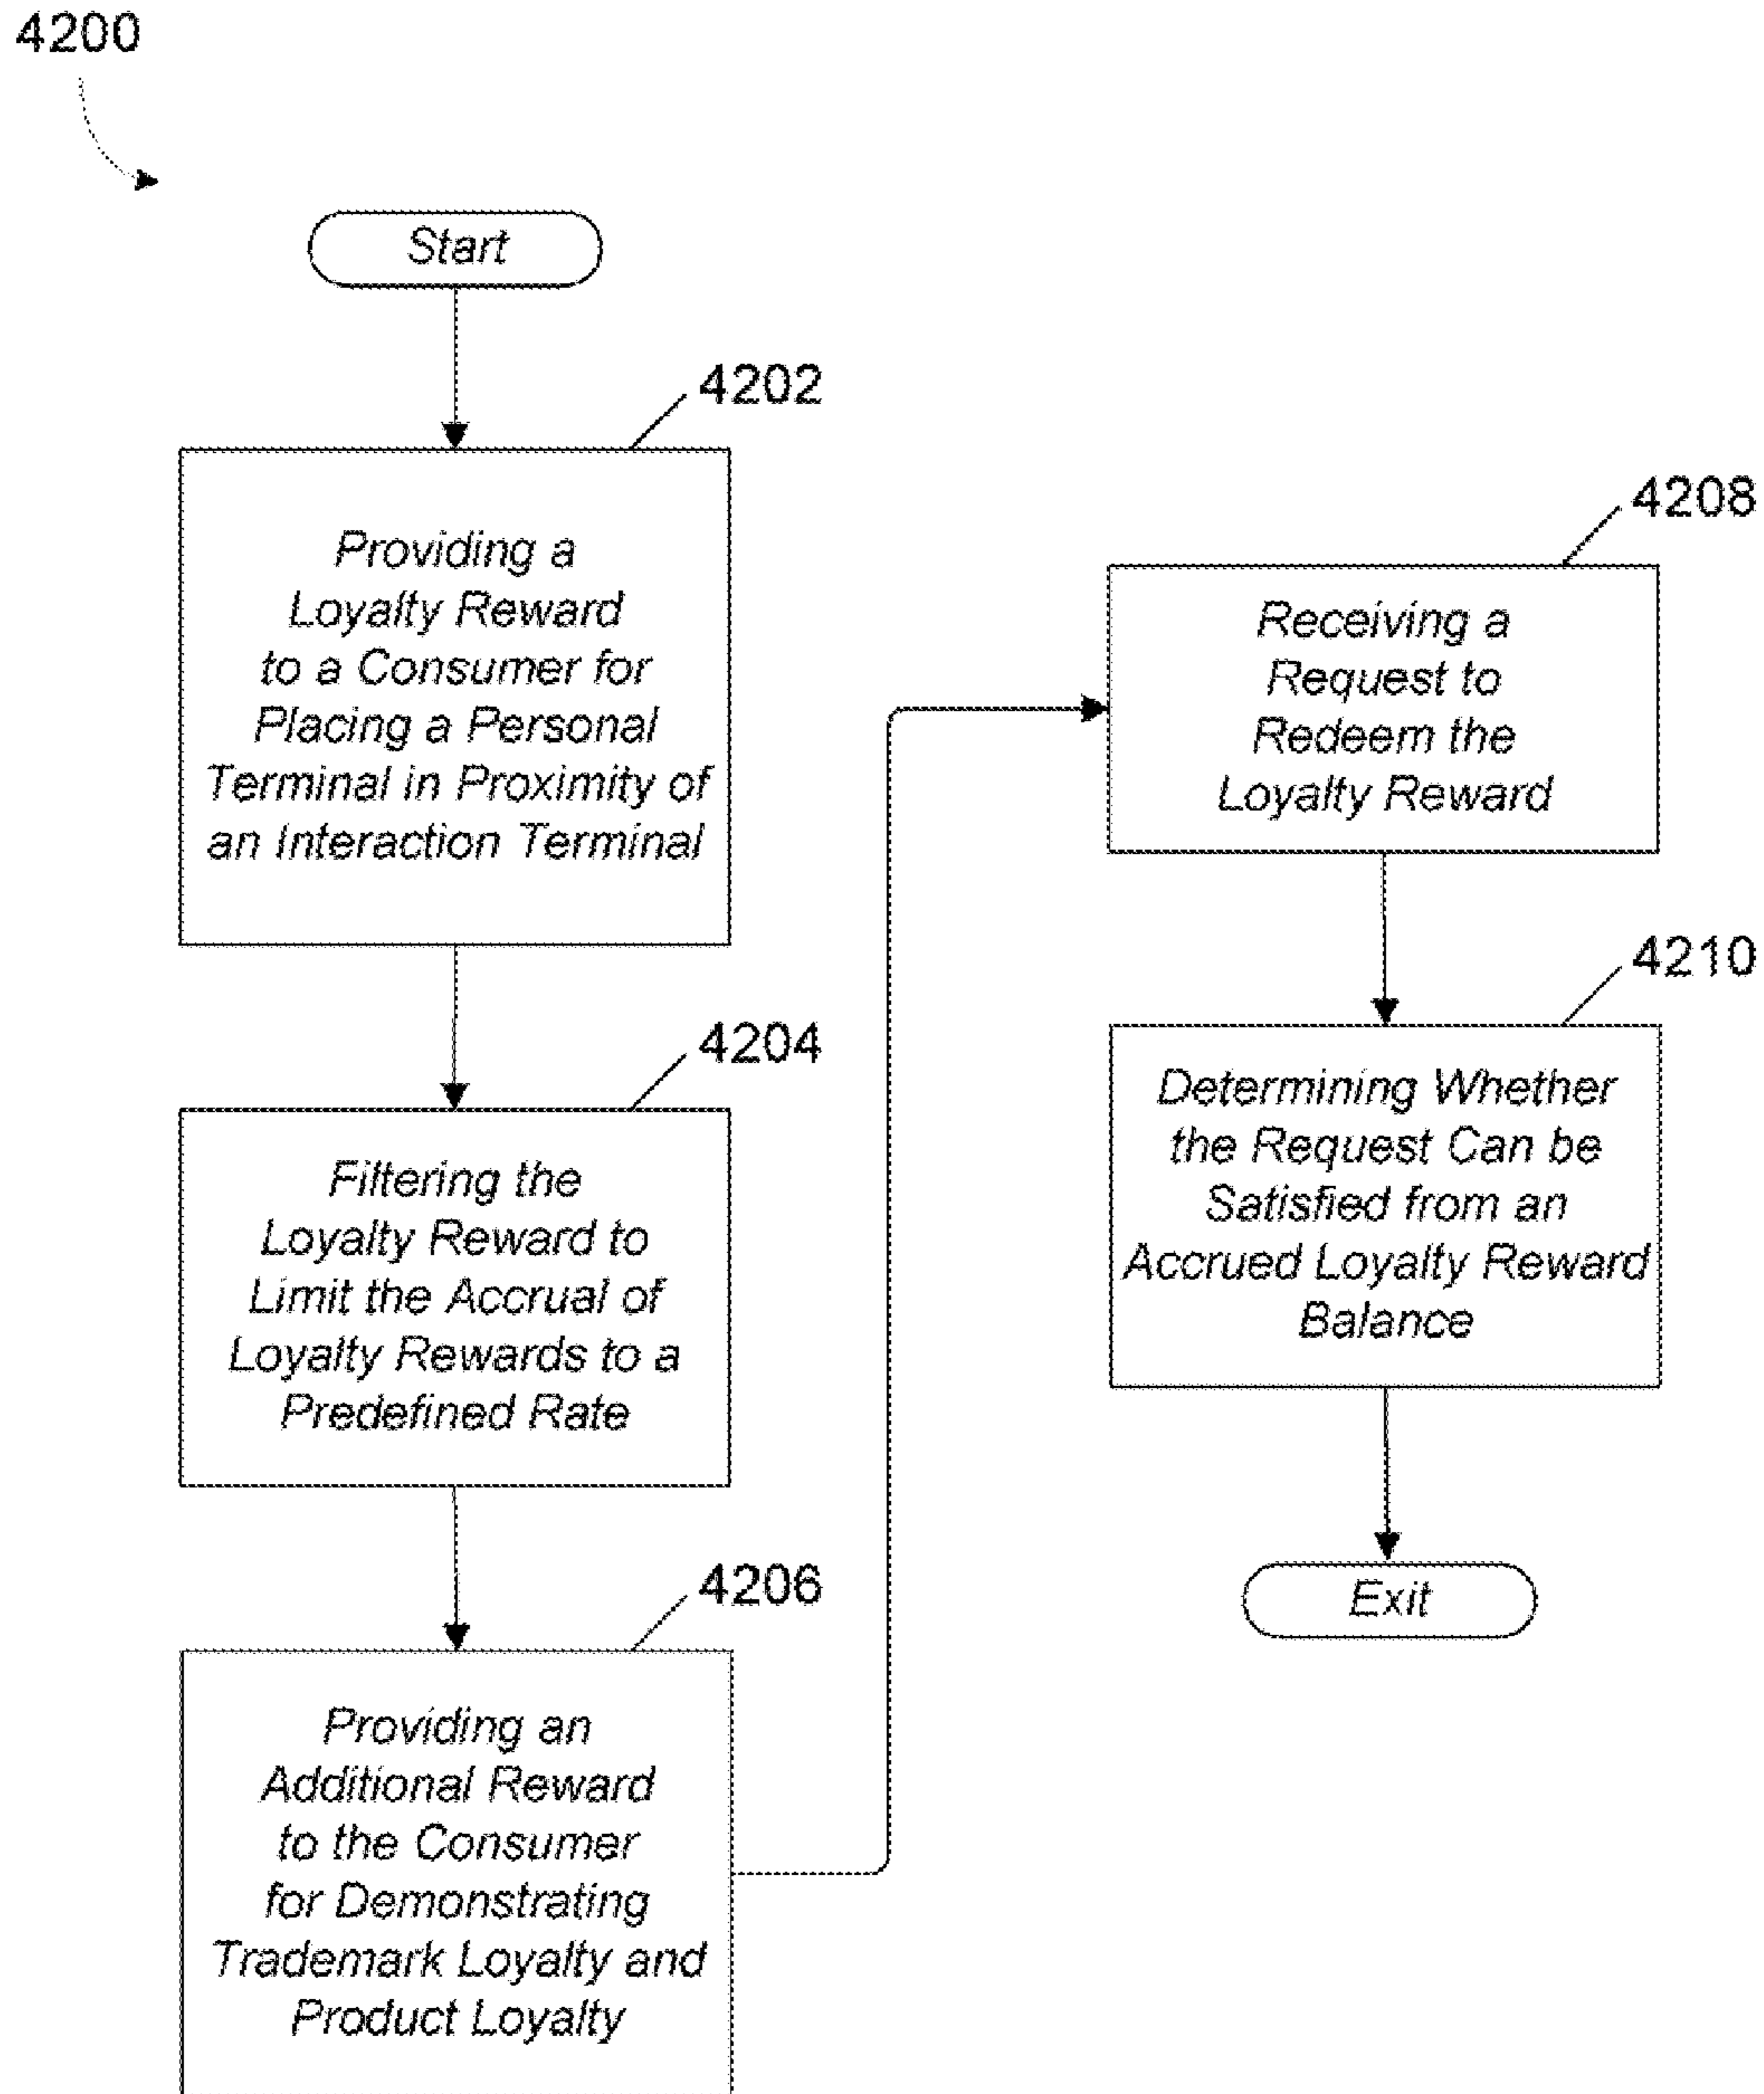 4200
Start
4202
Providing a
Loyalty Reward
to a Consumer for
Placing a Personal
Terminal in Proximity of
an Interaction Terminal
4204
Filtering the
Loyalty Reward to
Limit the Accrual of
Loyalty Rewards to a
Predefined Rate
4206
Providing an
Additional Reward
to the Consumer
for Demonstrating
Trademark Loyalty and
Product Loyalty
4208
Receiving a
Request to
Redeem the
Loyalty Reward
4210
Determining Whether
the Request Can be
Satisfied from an
Accrued Loyalty Reward
Balance
Exit